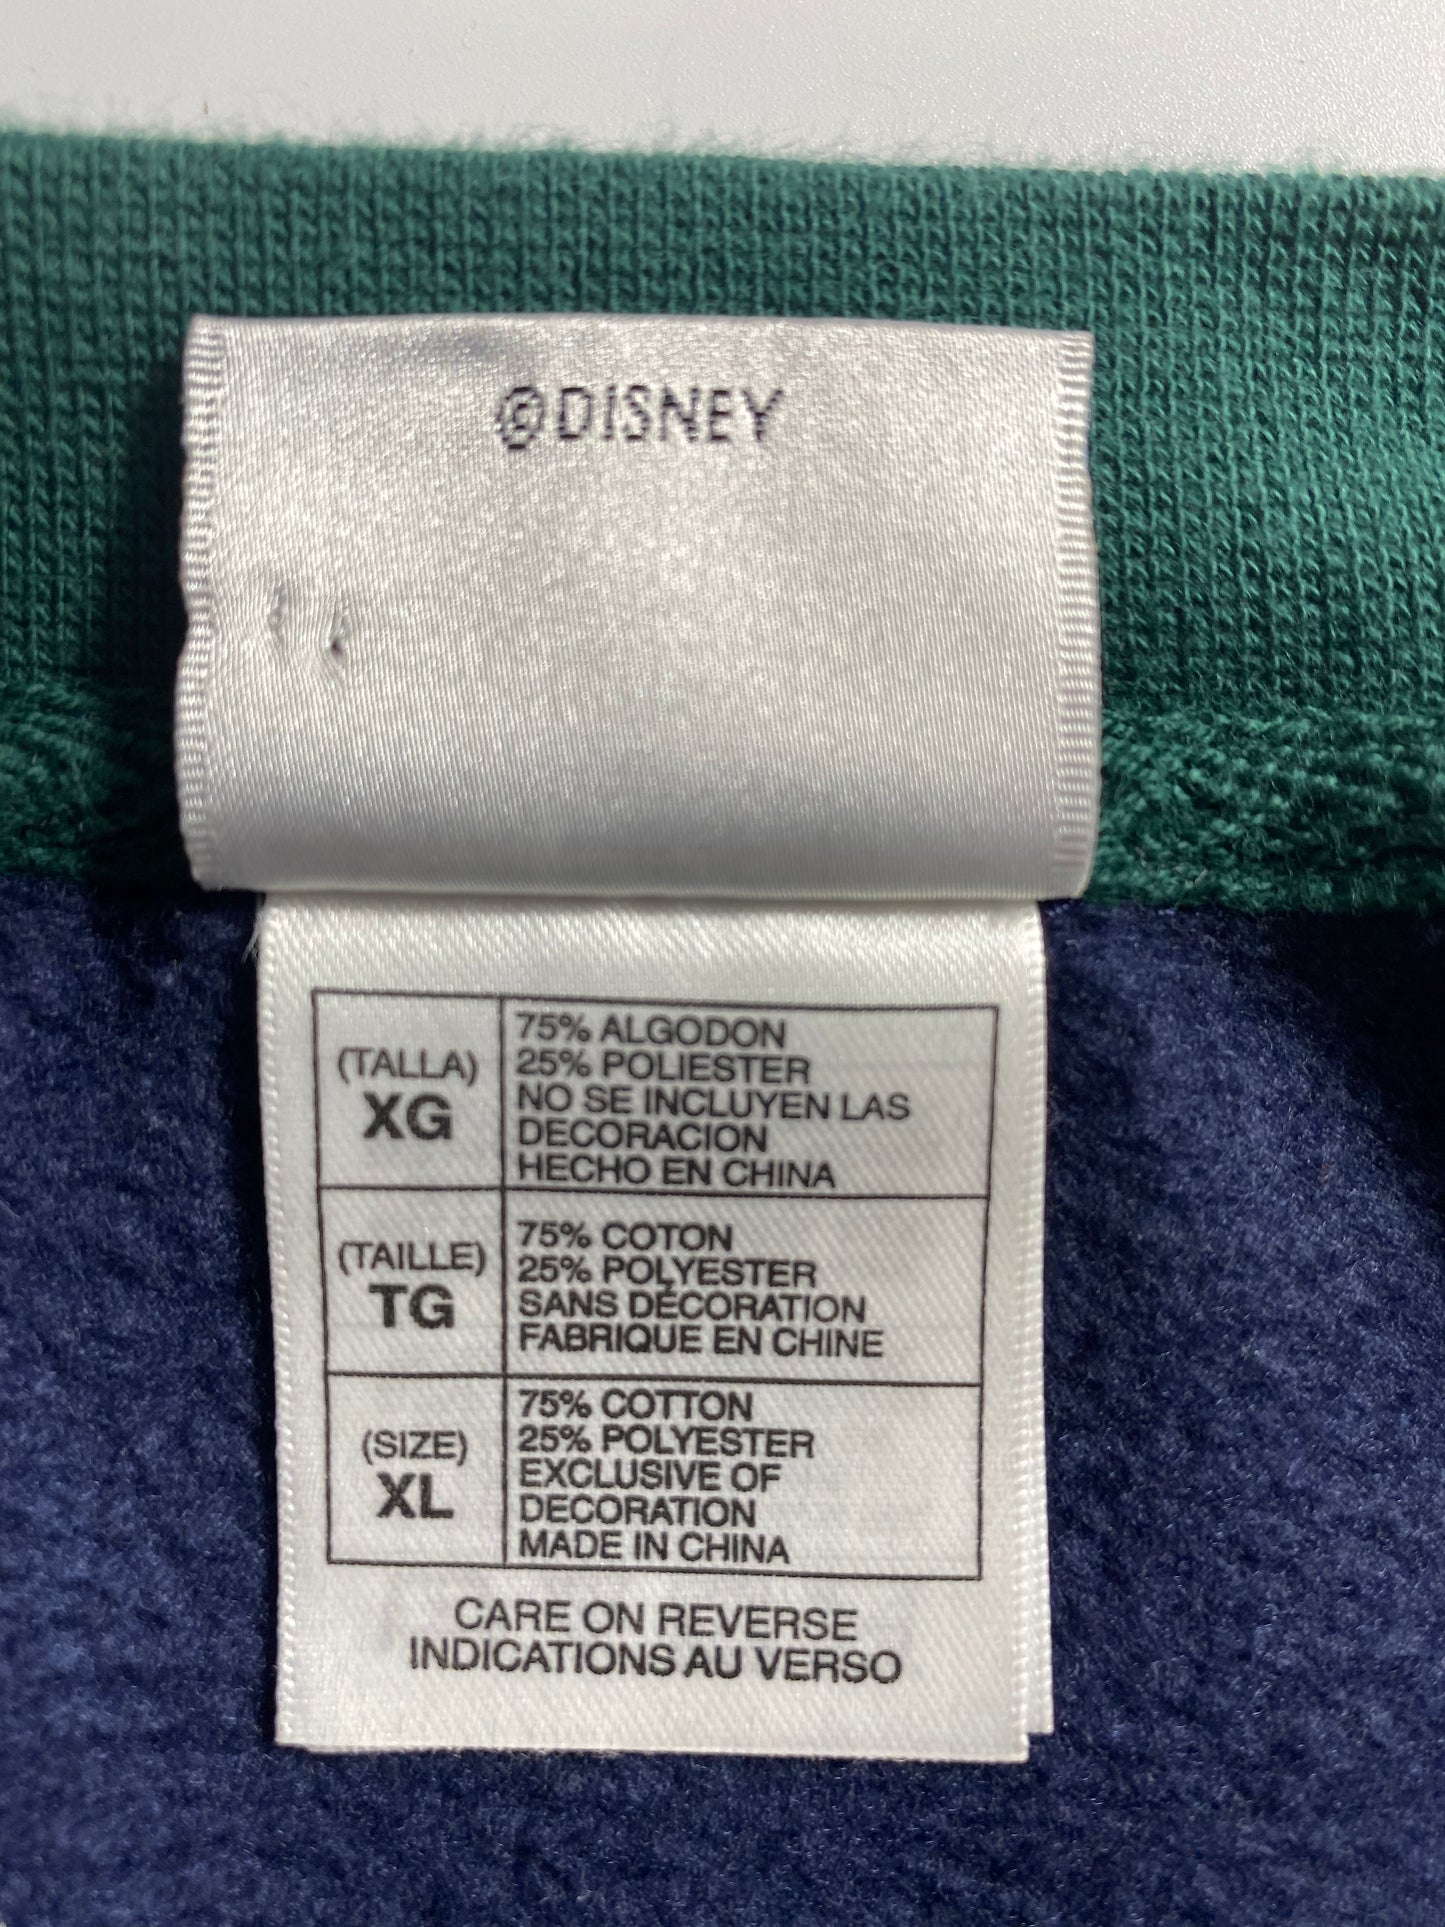 ©DISNEY
(TALLA)
XG
75% ALGODON
25% POLIESTER
NO SE INCLUYEN LAS
DECORACION
HECHO EN CHINA
(TAILLE)
TG
75% COTON
25% POLYESTER
SANS DÉCORATION
FABRIQUE EN CHINE
(SIZE)
XL
75% COTTON
25% POLYESTER
EXCLUSIVE OF
DECORATION
MADE IN CHINA
CARE ON REVERSE
INDICATIONS AU VERSO